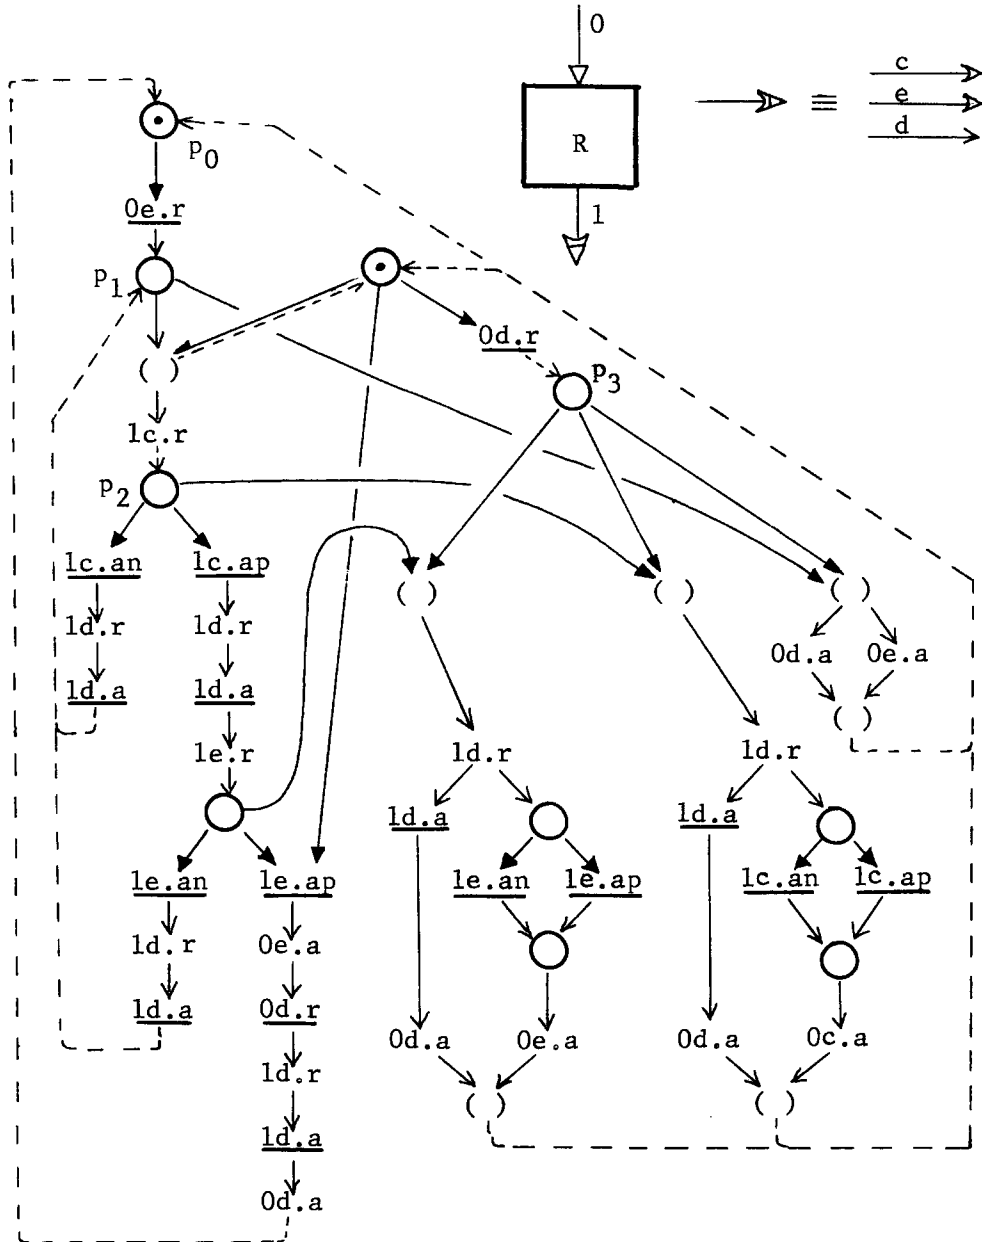 0
c
e
d
≡
R
1
p0
0e.r
p1
0d.r
p3
( )
1c.r
p2
1c.an 1c.ap
( ) ( ) ( )
1d.r 1d.r
0d.a 0e.a
1d.a 1d.a
( )
1e.r 1d.r 1d.r
1d.a 1d.a
1e.an 1e.ap 1e.an 1e.ap 1c.an 1c.ap
1d.r 0e.a
1d.a 0d.r 0d.a 0e.a 0d.a 0c.a
1d.r
( ) ( )
1d.a
0d.a